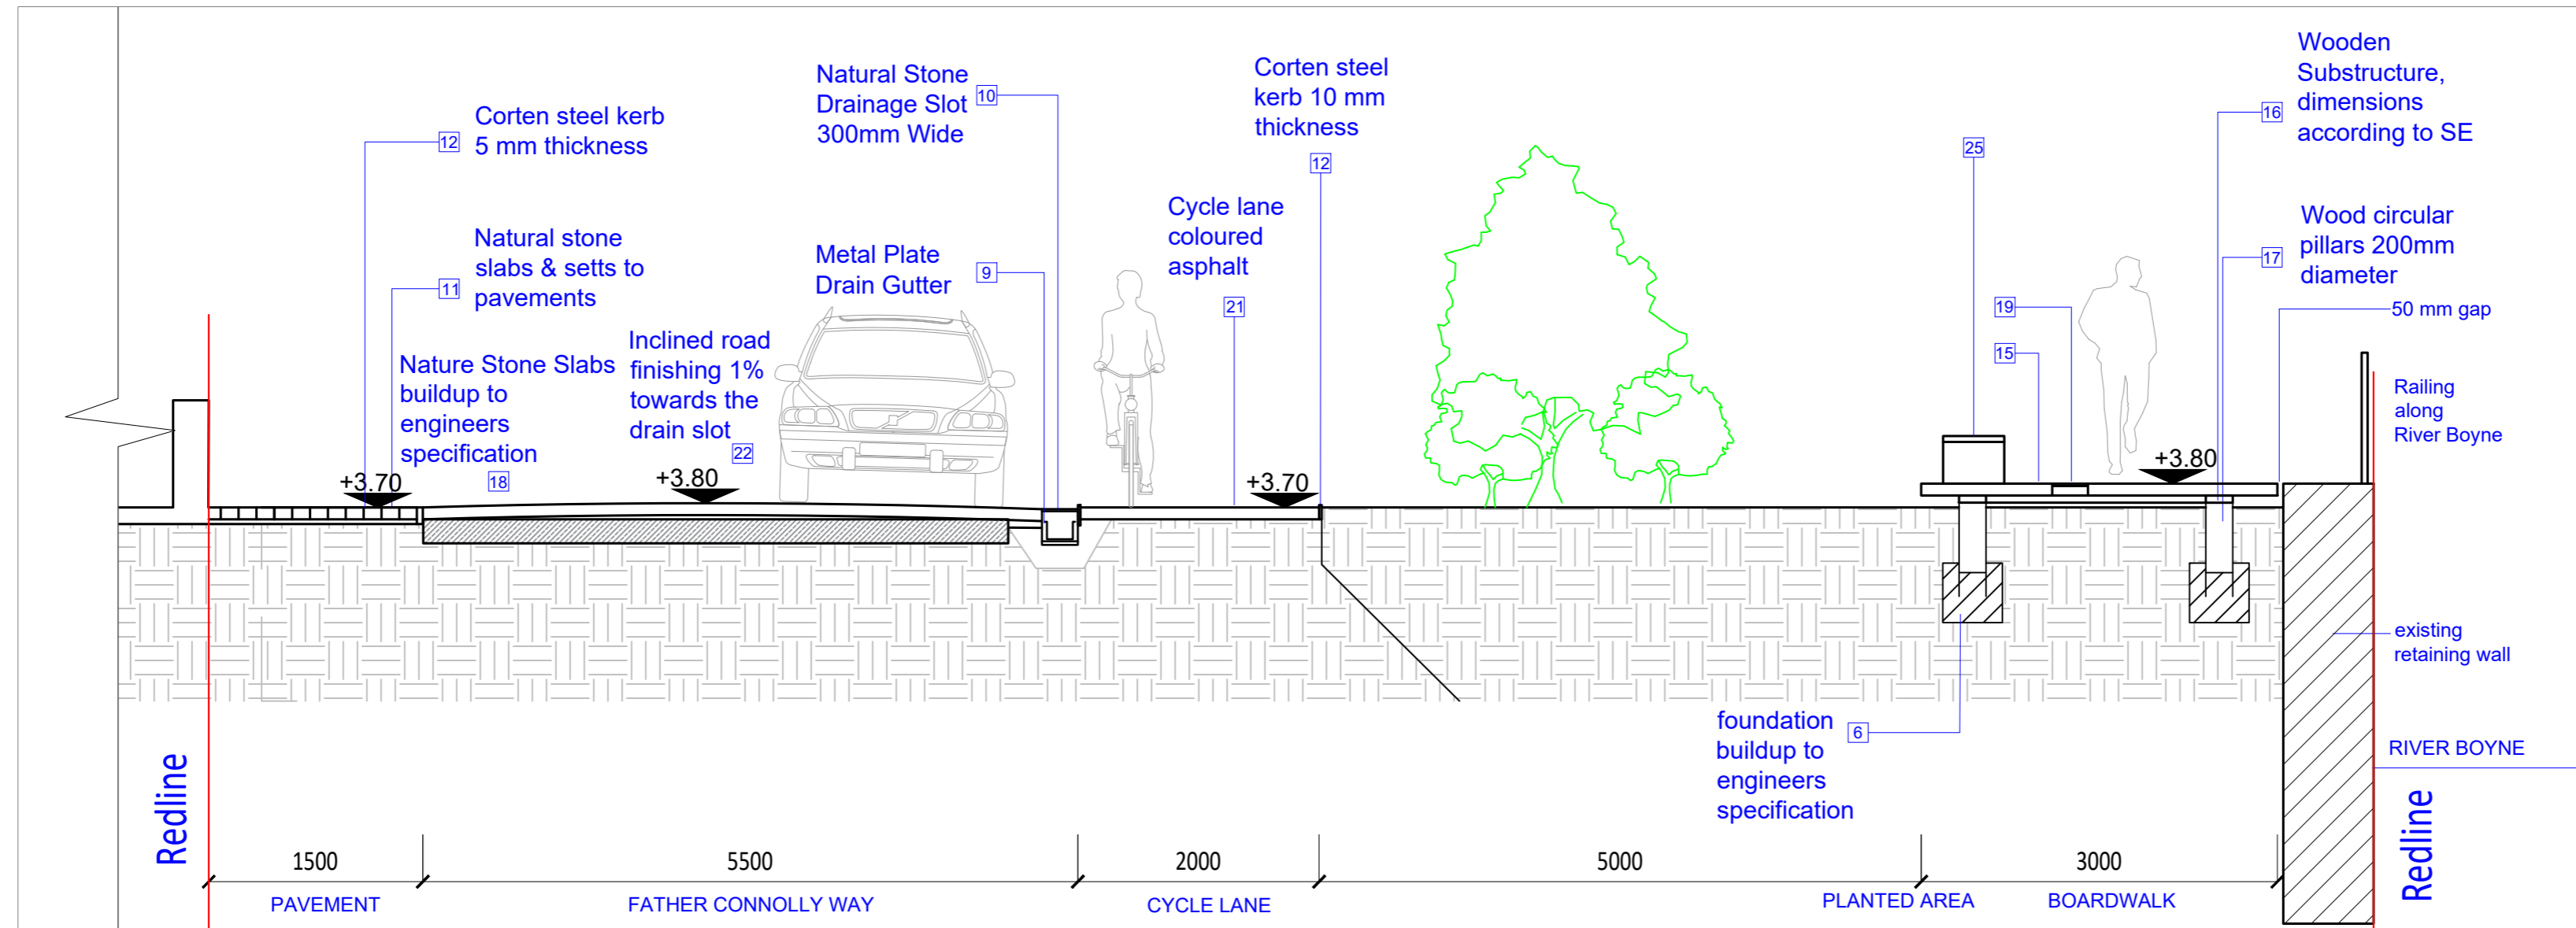 Corten steel kerb
5 mm thickness
12
Natural stone
slabs & setts to
pavements
11
Nature Stone Slabs
buildup to
engineers
specification
18
Inclined road
finishing 1%
towards the
drain slot
22
Natural Stone
Drainage Slot
300mm Wide
10
Metal Plate
Drain Gutter
9
Cycle lane
coloured
asphalt
21
Corten steel
kerb 10 mm
thickness
12
25
19
15
Wooden
Substructure,
dimensions
according to SE
16
Wood circular
pillars 200mm
diameter
17
50 mm gap
Railing
along
River Boyne
+3.70
+3.80
+3.70
+3.80
existing
retaining wall
foundation
buildup to
engineers
specification
6
RIVER BOYNE
Redline
Redline
1500
5500
2000
5000
3000
PAVEMENT
FATHER CONNOLLY WAY
CYCLE LANE
PLANTED AREA
BOARDWALK